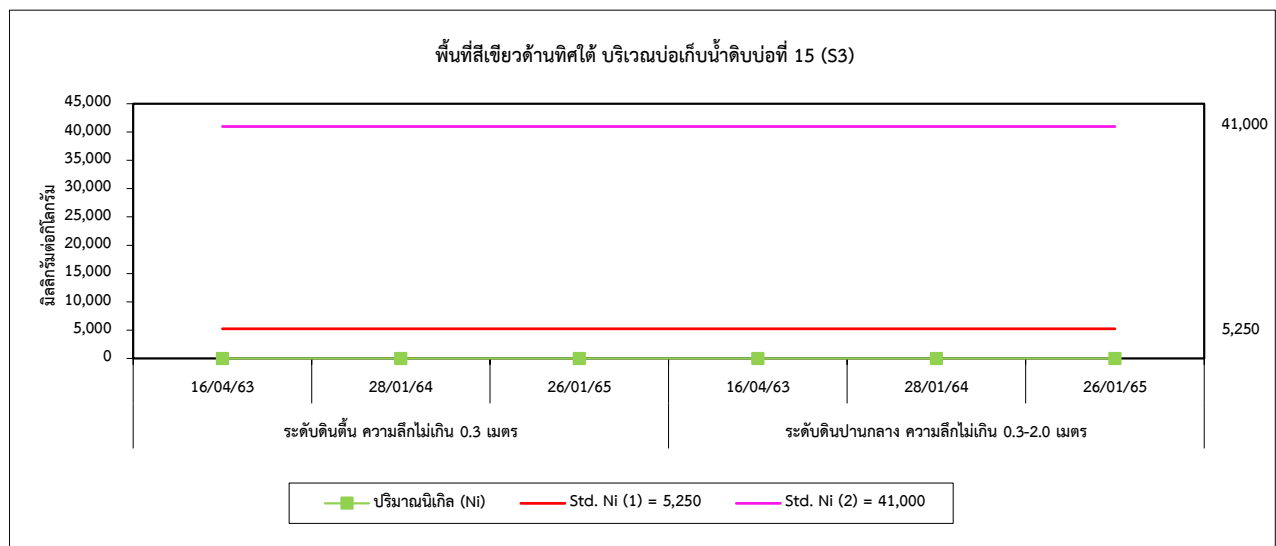 พื้นที่สีเขียวด้านทิศใต้ บริเวณบ่อเก็บน้ำดิบบ่อที่ 15 (S3)
มิลลิกรัมต่อกิโลกรัม
45,000
40,000
35,000
30,000
25,000
20,000
15,000
10,000
5,000
0
41,000
5,250
16/04/63 28/01/64 26/01/65 16/04/63 28/01/64 26/01/65
ระดับดินตื้น ความลึกไม่เกิน 0.3 เมตร ระดับดินปานกลาง ความลึกไม่เกิน 0.3-2.0 เมตร
ปริมาณนิเกิล (Ni) Std. Ni (1) = 5,250 Std. Ni (2) = 41,000